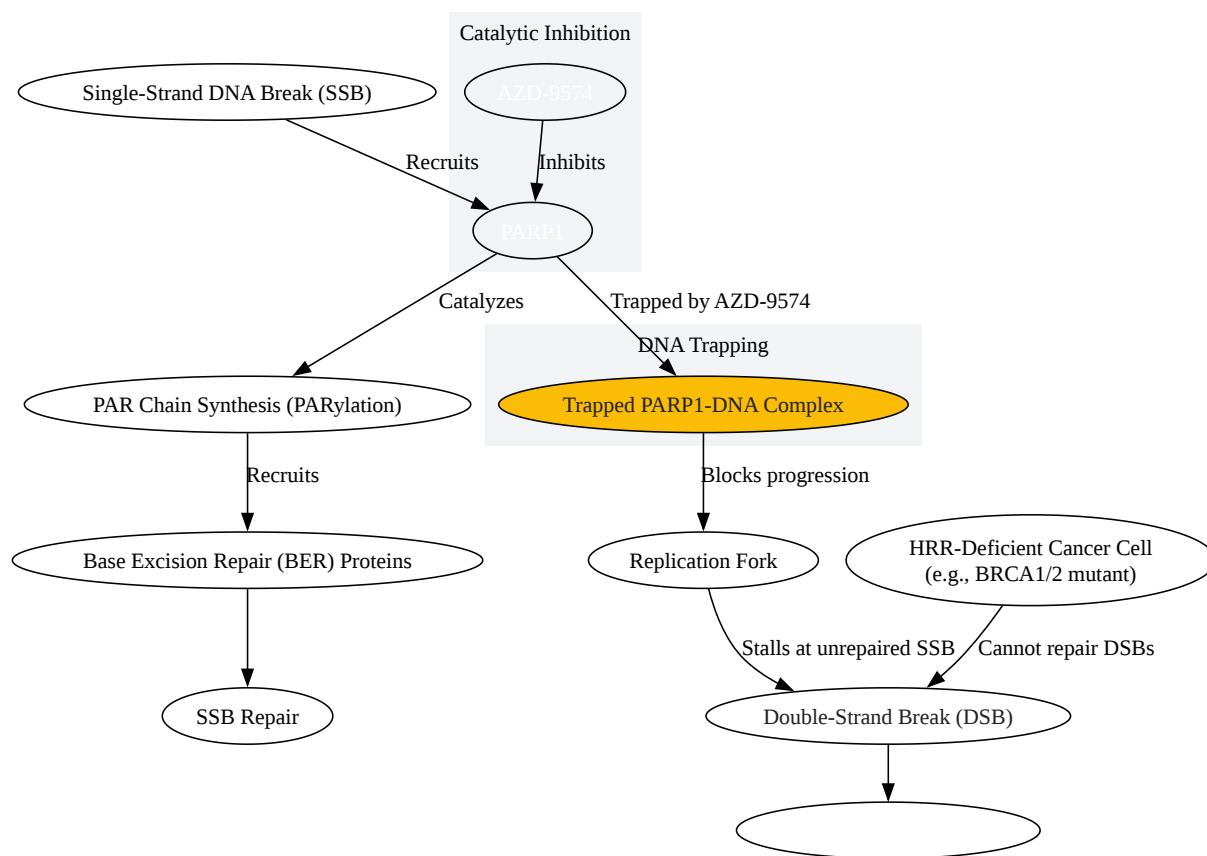 Catalytic Inhibition
Single-Strand DNA Break (SSB)
AZD-9574
Recruits
Inhibits
PARP1
Catalyzes
Trapped by AZD-9574
DNA Trapping
PAR Chain Synthesis (PARylation)
Trapped PARP1-DNA Complex
Recruits
Blocks progression
Base Excision Repair (BER) Proteins
Replication Fork
HRR-Deficient Cancer Cell
(e.g., BRCA1/2 mutant)
Stalls at unrepaired SSB
Cannot repair DSBs
SSB Repair
Double-Strand Break (DSB)